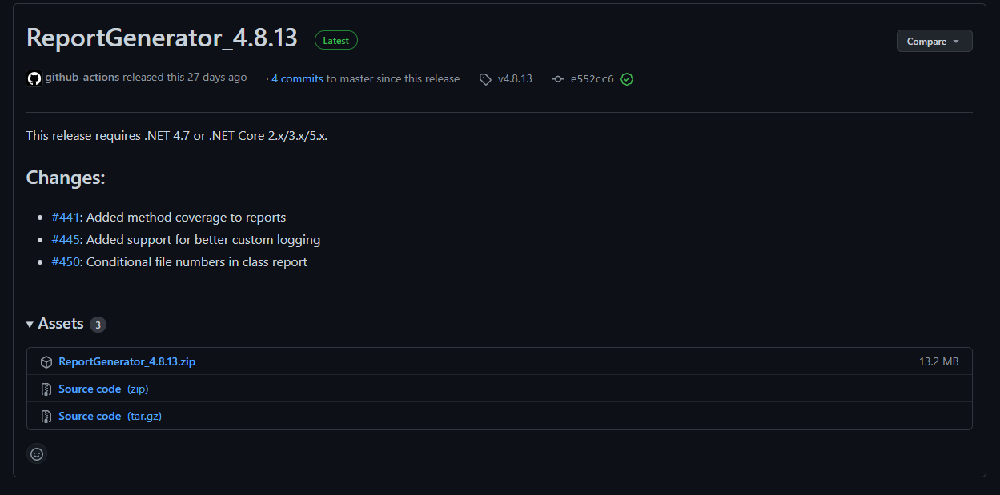 ReportGenerator_4.8.13 Latest Compare
github-actions released this 27 days ago · 4 commits to master since this release v4.8.13 e552cc6
This release requires .NET 4.7 or .NET Core 2.x/3.x/5.x.
Changes:
• #441: Added method coverage to reports
• #445: Added support for better custom logging
• #450: Conditional file numbers in class report
Assets 3
ReportGenerator_4.8.13.zip 13.2 MB
Source code (zip)
Source code (tar.gz)